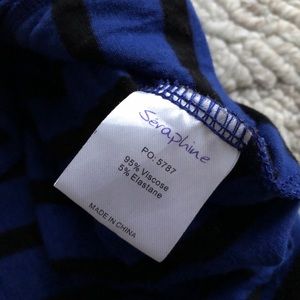 Séraphine
PO: 5787
95% Viscose
5% Elastane
MADE IN CHINA